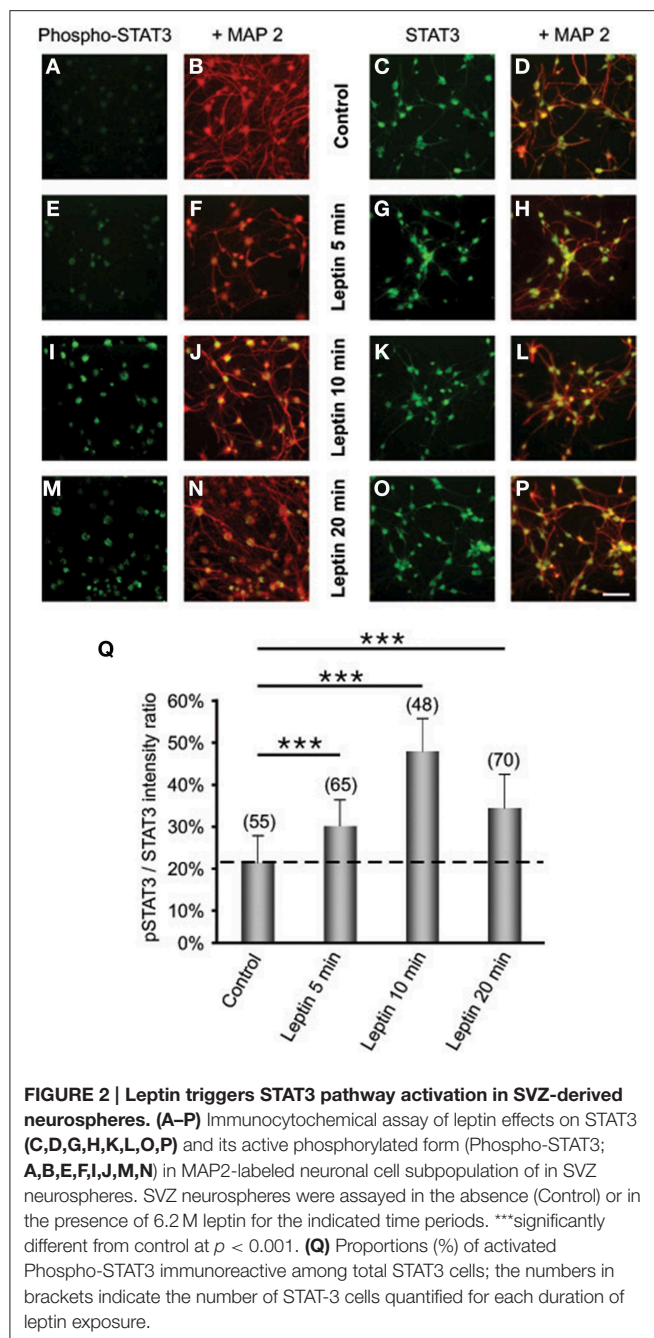 Phospho-STAT3 + MAP 2 STAT3 + MAP 2
A B C D
Control
E F G H
Leptin 5 min
I J K L
Leptin 10 min
M N O P
Leptin 20 min
Q
***
***
***
pSTAT3 / STAT3 intensity ratio
60%
50%
40%
30%
20%
10%
0%
(55)
(65)
(48)
(70)
Control
Leptin 5 min
Leptin 10 min
Leptin 20 min
FIGURE 2 | Leptin triggers STAT3 pathway activation in SVZ-derived
neurospheres. (A–P) Immunocytochemical assay of leptin effects on STAT3
(C,D,G,H,K,L,O,P) and its active phosphorylated form (Phospho-STAT3;
A,B,E,F,I,J,M,N) in MAP2-labeled neuronal cell subpopulation of in SVZ
neurospheres. SVZ neurospheres were assayed in the absence (Control) or in
the presence of 6.2 M leptin for the indicated time periods. ***significantly
different from control at p < 0.001. (Q) Proportions (%) of activated
Phospho-STAT3 immunoreactive among total STAT3 cells; the numbers in
brackets indicate the number of STAT-3 cells quantified for each duration of
leptin exposure.